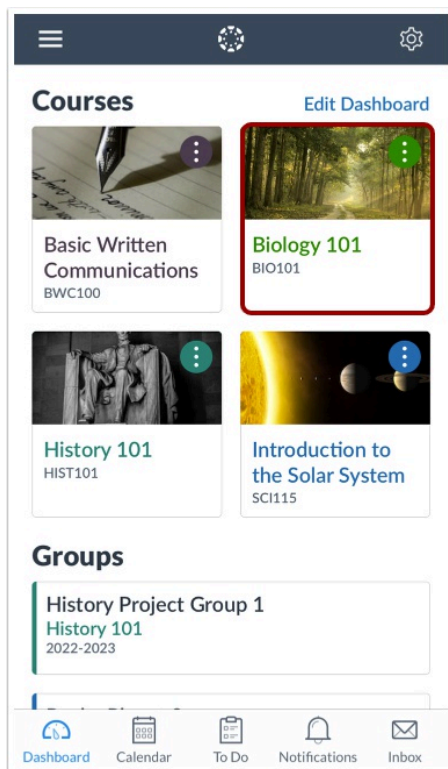 Courses
Edit Dashboard
Basic Written
Communications
BWC100
Biology 101
BIO101
History 101
HIST101
Introduction to
the Solar System
SCI115
Groups
History Project Group 1
History 101
2022-2023
Dashboard
Calendar
To Do
Notifications
Inbox